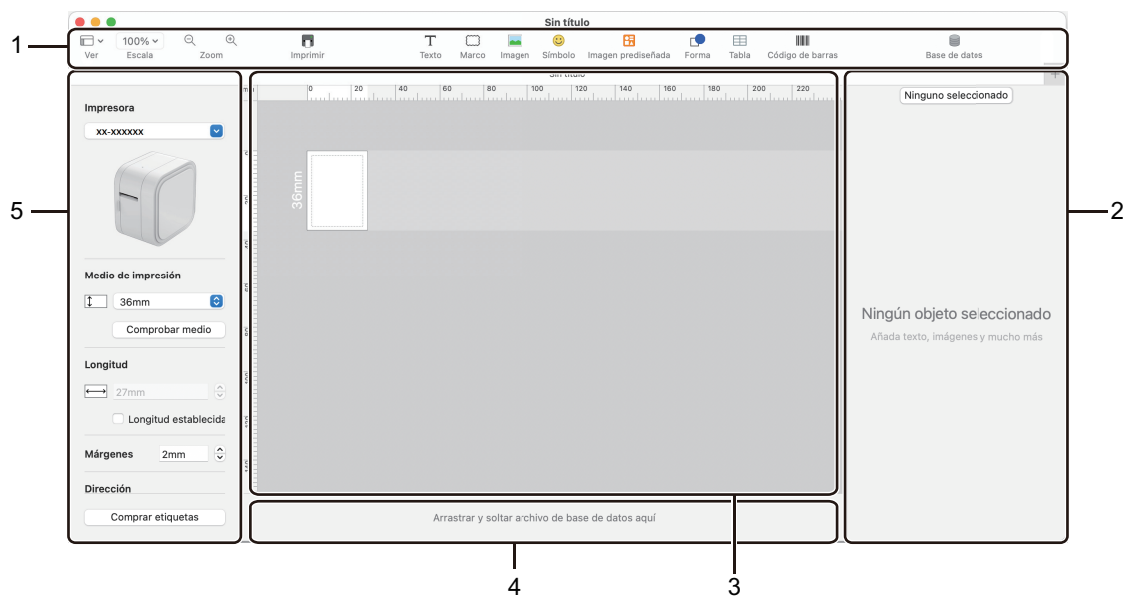 Sin título
1
100%
Ver Escala Zoom Imprimir Texto Marco Imagen Símbolo Imagen prediseñada Forma Tabla Código de barras Base de datos
Impresora
xx-xxxxxx
Medio de impresión
36mm
Comprobar medio
Longitud
27mm
Longitud establecida
Márgenes 2mm
Dirección
Comprar etiquetas
5
Sin título
0 20 40 60 80 100 120 140 160 180 200 220
36mm
3
Arrastrar y soltar archivo de base de datos aquí
4
Ninguno seleccionado
Ningún objeto seleccionado
Añada texto, imágenes y mucho más
2